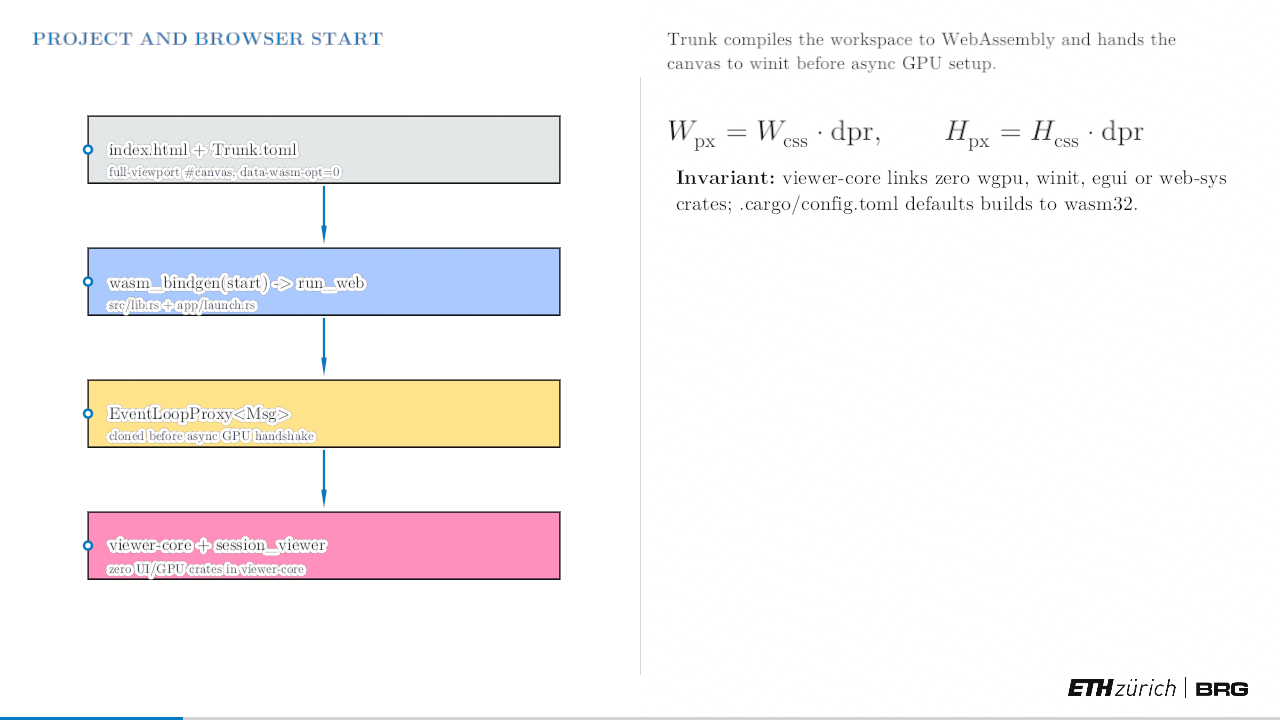 PROJECT AND BROWSER START
index.html + Trunk.toml
full-viewport #canvas, data-wasm-opt=0
wasm_bindgen(start) -> run_web
src/lib.rs + app/launch.rs
EventLoopProxy<Msg>
cloned before async GPU handshake
viewer-core + session_viewer
zero UI/GPU crates in viewer-core
Trunk compiles the workspace to WebAssembly and hands the
canvas to winit before async GPU setup.
W_px = W_css · dpr, H_px = H_css · dpr
Invariant: viewer-core links zero wgpu, winit, egui or web-sys
crates; .cargo/config.toml defaults builds to wasm32.
ETH zürich | BRG